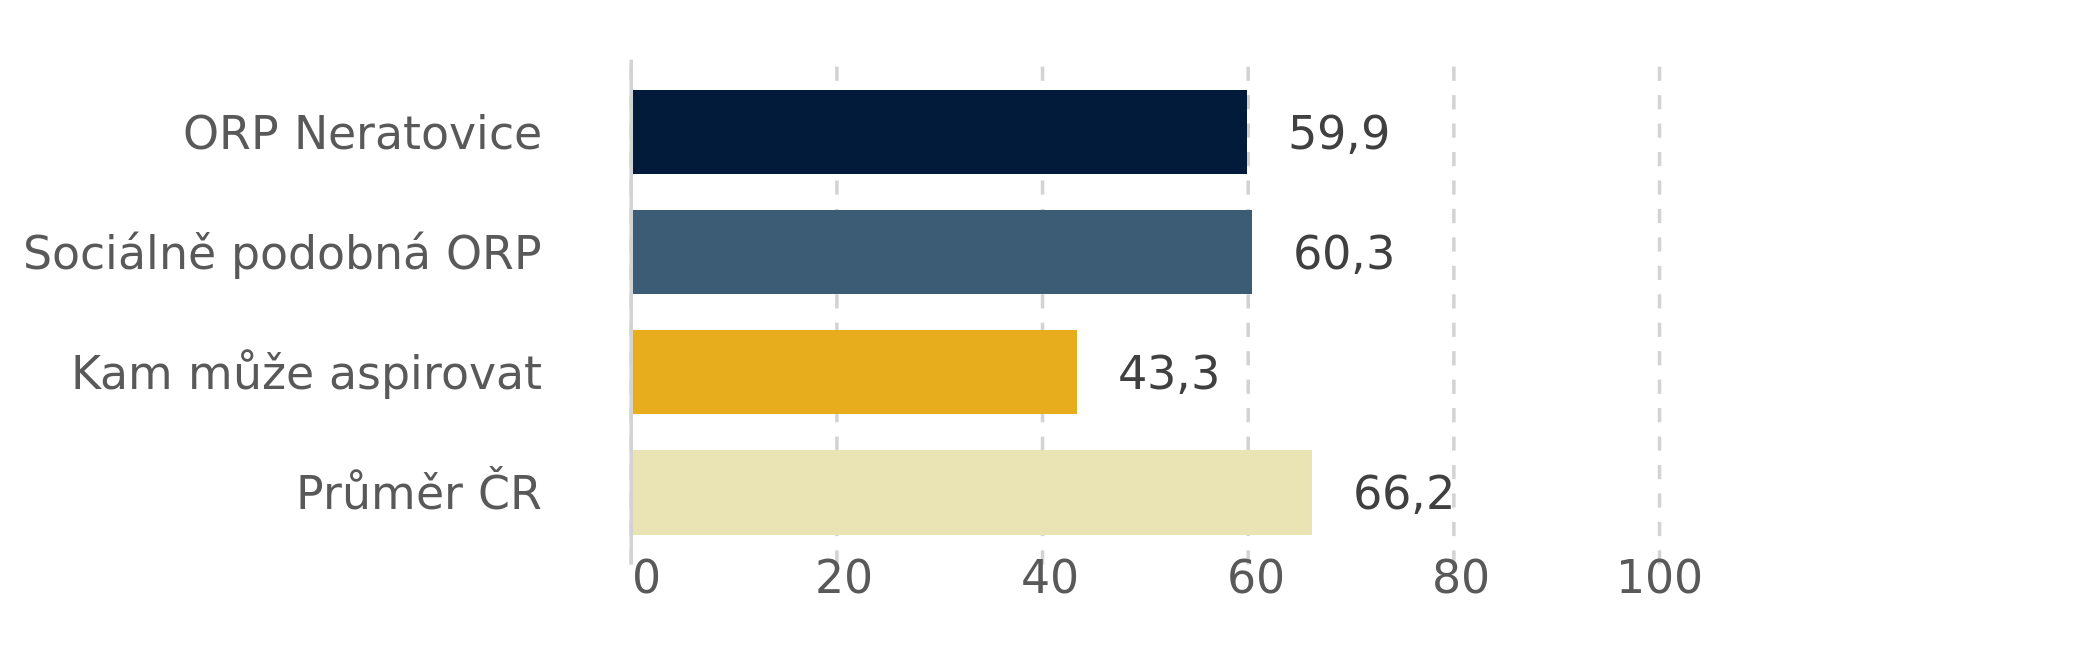 ORP Neratovice 59,9
Sociálně podobná ORP 60,3
Kam může aspirovat 43,3
Průměr ČR 66,2
0 20 40 60 80 100